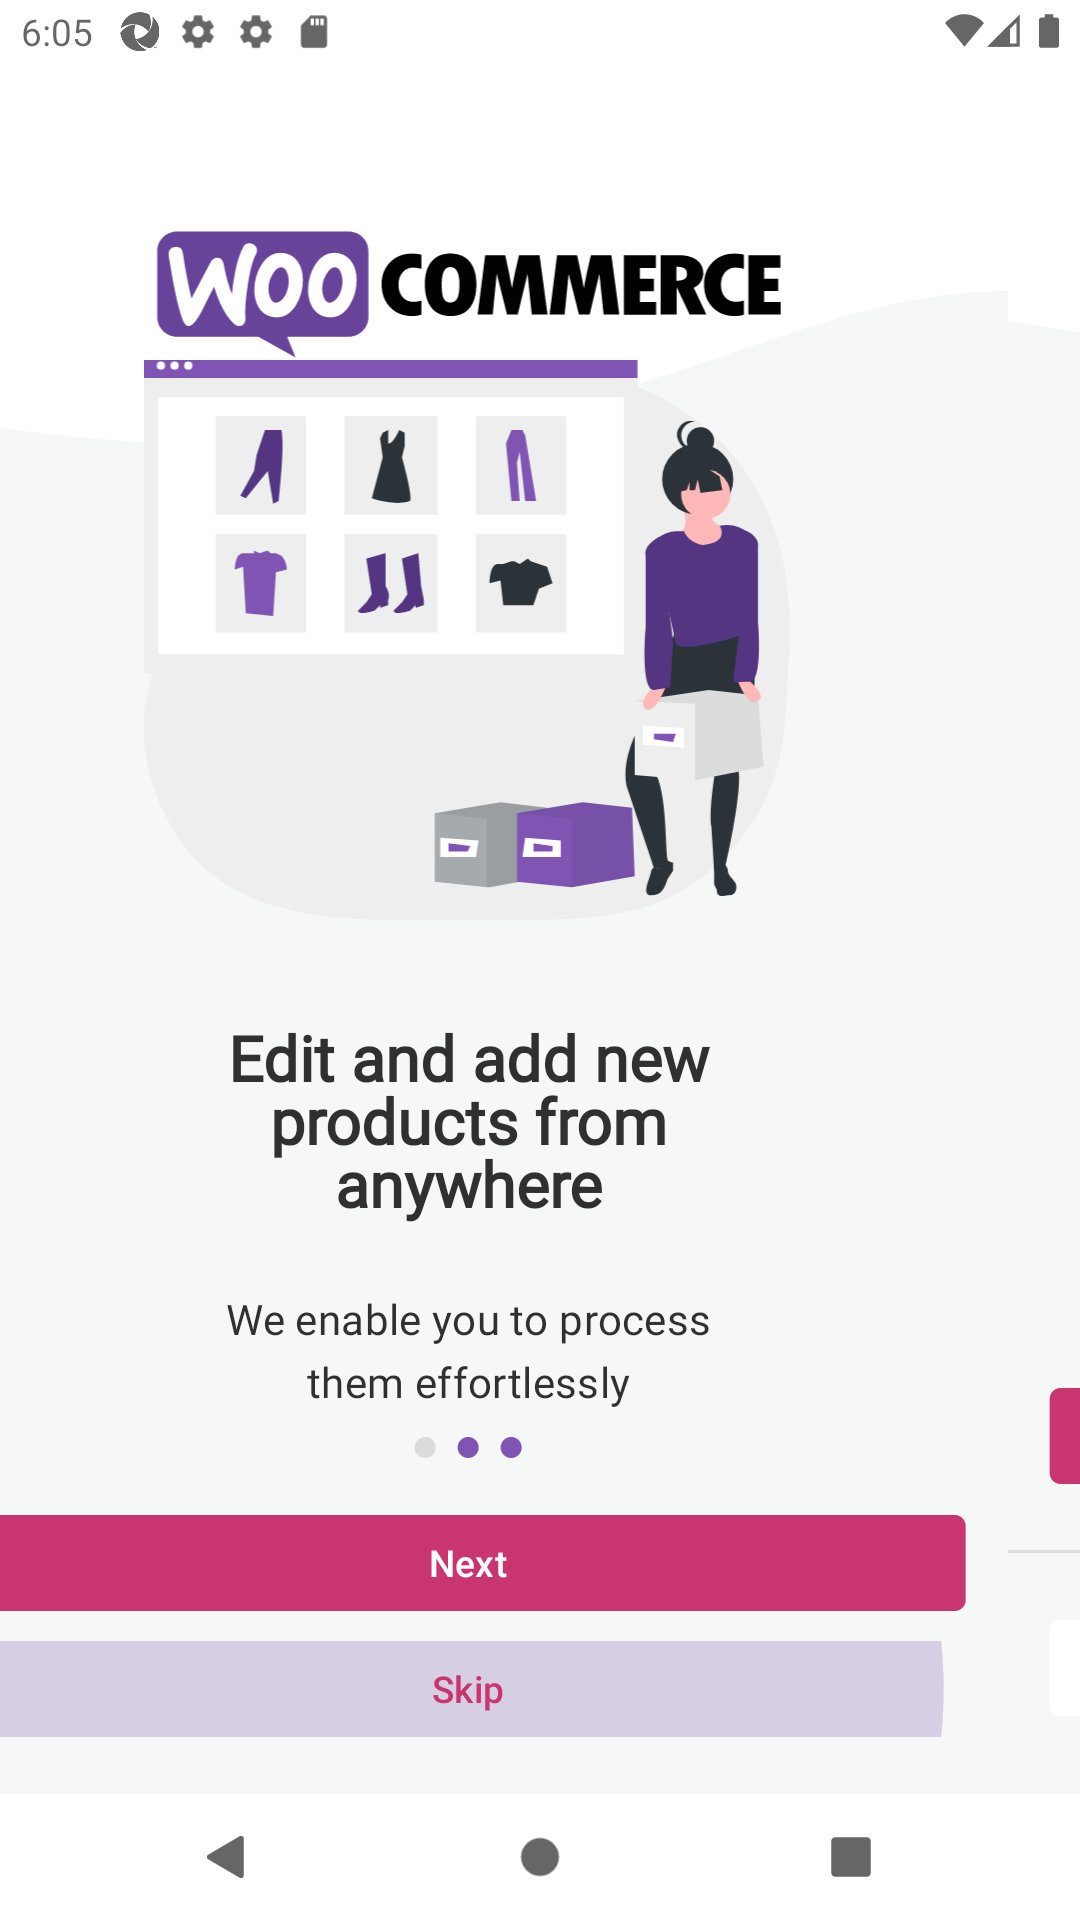 6:05
WOO COMMERCE
Edit and add new
products from
anywhere
We enable you to process
them effortlessly
Next
Skip